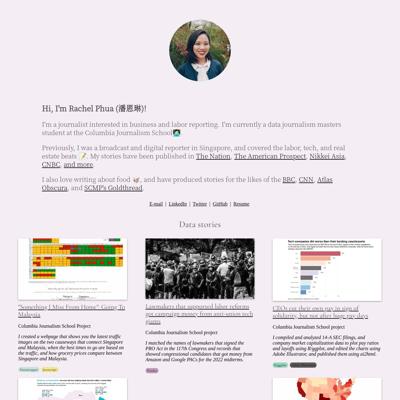 Hi, I'm Rachel Phua (潘恩琳)!
I'm a journalist interested in business and labor reporting. I'm currently a data journalism masters
student at the Columbia Journalism School
Previously, I was a broadcast and digital reporter in Singapore, and covered the labor, tech, and real
estate beats 📝. My stories have been published in The Nation, The American Prospect, Nikkei Asia,
CNBC, and more.
I also love writing about food 🥡, and have produced stories for the likes of the BBC, CNN, Atlas
Obscura, and SCMP's Goldthread.
E-mail | LinkedIn | Twitter | GitHub | Resume
Data stories
"Something I Miss From Home": Going To
Malaysia
Columbia Journalism School Project
I created a webpage that shows you the latest traffic
images on the two causeways that connect Singapore
and Malaysia, when the best times to go are based on
the traffic, and how grocery prices compare between
Singapore and Malaysia.
Lawmakers that supported labor reforms
got campaign money from anti-union tech
giants
Columbia Journalism School Project
I matched the names of lawmakers that signed the
PRO Act in the 117th Congress and records that
showed congressional candidates that got money from
Amazon and Google PACs for the 2022 midterms.
Tech companies did worse than their lending counterparts
CEOs cut their own pay in sign of
solidarity, but not after huge pay days
Columbia Journalism School project
I compiled and analyzed 14-A SEC filings, and
company market capitalization data to plot pay ratios
and layoffs using R/ggplot, and edited the charts using
Adobe Illustrator, and published them using ai2html.